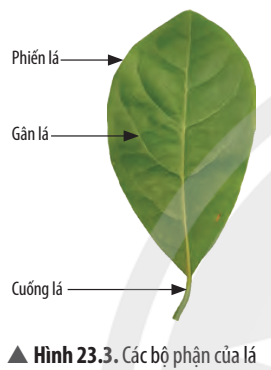 Phiến lá
Gân lá
Cuống lá
▲ Hình 23.3. Các bộ phận của lá